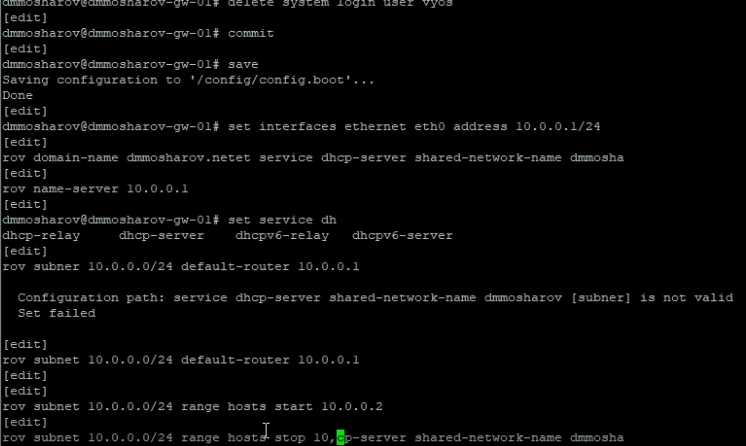 dmmosharov@dmmosharov-gw-01# delete system login user vyos
[edit]
dmmosharov@dmmosharov-gw-01# commit
[edit]
dmmosharov@dmmosharov-gw-01# save
Saving configuration to '/config/config.boot'...
Done
[edit]
dmmosharov@dmmosharov-gw-01# set interfaces ethernet eth0 address 10.0.0.1/24
[edit]
rov domain-name dmmosharov.netet service dhcp-server shared-network-name dmmosha
[edit]
rov name-server 10.0.0.1
[edit]
dmmosharov@dmmosharov-gw-01# set service dh
dhcp-relay dhcp-server dhcpv6-relay dhcpv6-server
[edit]
rov subner 10.0.0.0/24 default-router 10.0.0.1
Configuration path: service dhcp-server shared-network-name dmmosharov [subner] is not valid
Set failed
[edit]
rov subnet 10.0.0.0/24 default-router 10.0.0.1
[edit]
[edit]
rov subnet 10.0.0.0/24 range hosts start 10.0.0.2
[edit]
rov subnet 10.0.0.0/24 range hosts stop 10,cp-server shared-network-name dmmosha